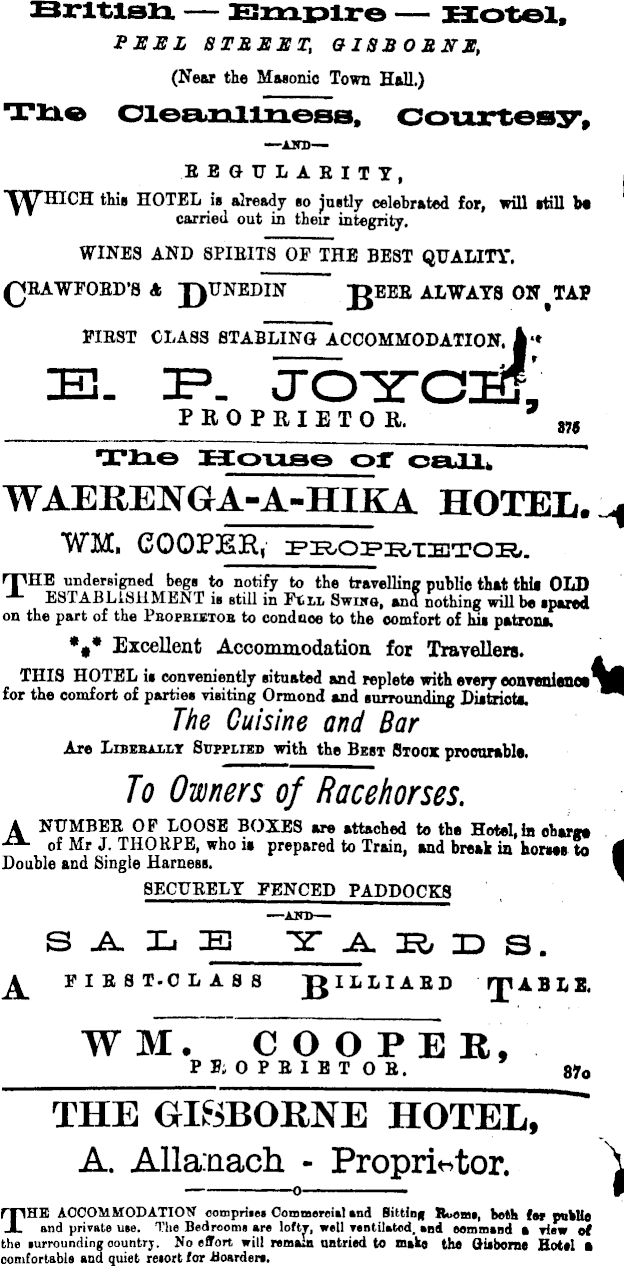 British — Empire — Hotel,
PEEL STREET, GISBORNE,
(Near the Masonic Town Hall.)
The Cleanliness, Courtesy,
—AND—
REGULARITY,
WHICH this HOTEL is already so justly celebrated for, will still be
carried out in their integrity.
WINES AND SPIRITS OF THE BEST QUALITY.
CRAWFORD'S & DUNEDIN BEER ALWAYS ON TAP
FIRST CLASS STABLING ACCOMMODATION.
E. P. JOYCE,
PROPRIETOR. 375
The House of call.
WAERENGA-A-HIKA HOTEL.
WM. COOPER, PROPRIETOR.
THE undersigned begs to notify to the travelling public that this OLD
ESTABLISHMENT is still in FULL SWING, and nothing will be spared
on the part of the PROPRIETOR to conduce to the comfort of his patrons.
*** Excellent Accommodation for Travellers.
THIS HOTEL is conveniently situated and replete with every convenience
for the comfort of parties visiting Ormond and surrounding Districts.
The Cuisine and Bar
Are LIBERALLY SUPPLIED with the BEST STOCK procurable.
To Owners of Racehorses.
A NUMBER OF LOOSE BOXES are attached to the Hotel, in charge
of Mr J. THORPE, who is prepared to Train, and break in horses to
Double and Single Harness.
SECURELY FENCED PADDOCKS
—AND—
SALE YARDS.
A FIRST-CLASS BILLIARD TABLE.
WM. COOPER,
PROPRIETOR. 370
THE GISBORNE HOTEL,
A. Allanach - Proprietor.
THE ACCOMMODATION comprises Commercial and Sitting Rooms, both for public
and private use. The Bedrooms are lofty, well ventilated, and command a view of
the surrounding country. No effort will remain untried to make the Gisborne Hotel a
comfortable and quiet resort for Boarders.